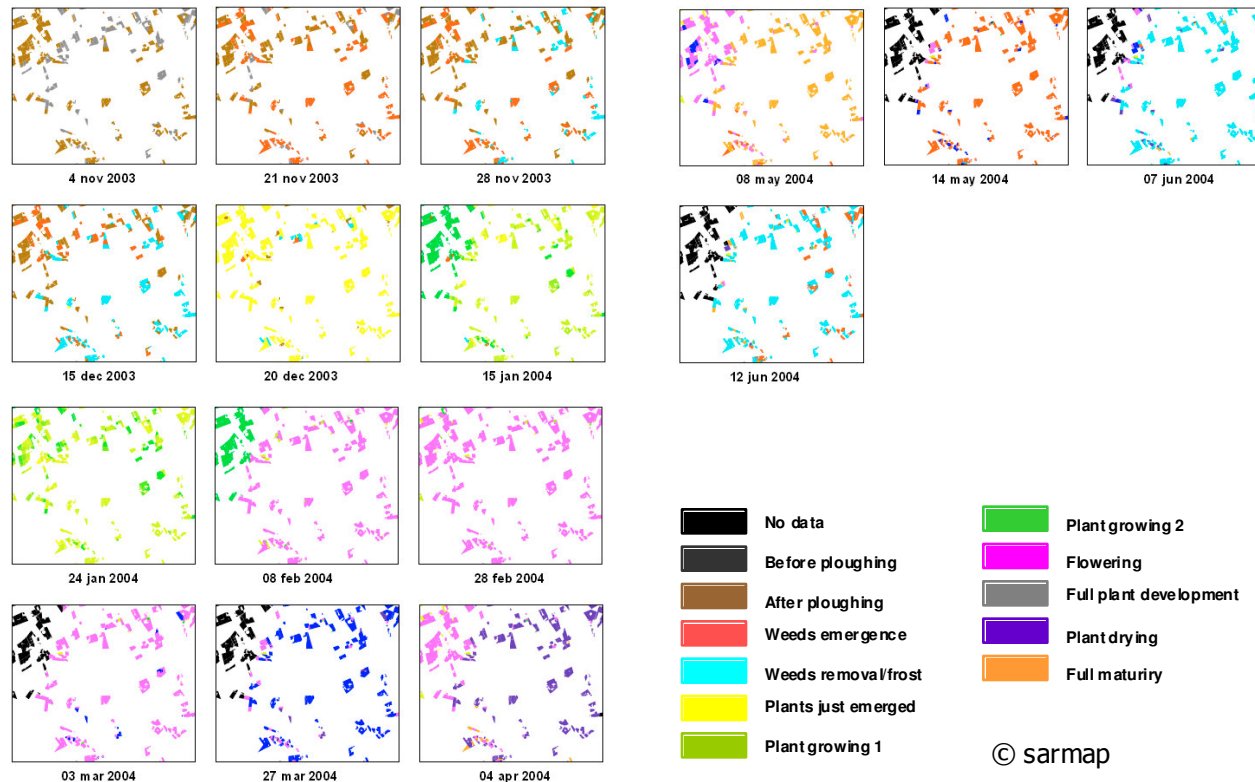 4 nov 2003
21 nov 2003
28 nov 2003
08 may 2004
14 may 2004
07 jun 2004
15 dec 2003
20 dec 2003
15 jan 2004
12 jun 2004
24 jan 2004
08 feb 2004
28 feb 2004
03 mar 2004
27 mar 2004
04 apr 2004
No data
Before ploughing
After ploughing
Weeds emergence
Weeds removal/frost
Plants just emerged
Plant growing 1
Plant growing 2
Flowering
Full plant development
Plant drying
Full maturiry
© sarmap